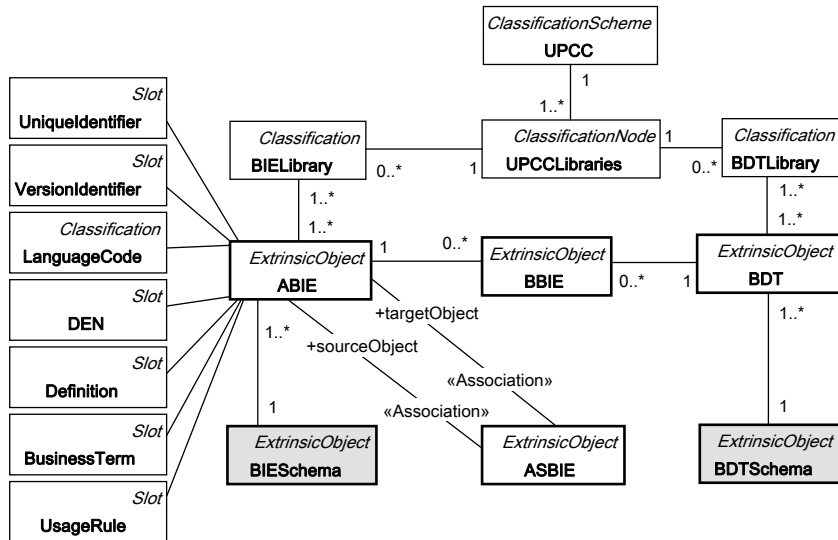 ClassificationScheme
UPCC
1
1..*
Slot
UniqueIdentifier
Slot
VersionIdentifier
Classification
LanguageCode
Slot
DEN
Slot
Definition
Slot
BusinessTerm
Slot
UsageRule
Classification
BIELibrary
0..*
1
ClassificationNode
UPCCLibraries
1
0..*
Classification
BDTLibrary
1..*
1..*
1..*
1..*
ExtrinsicObject
ABIE
1
0..*
ExtrinsicObject
BBIE
0..*
1
ExtrinsicObject
BDT
1..*
+targetObject
+sourceObject
1..*
«Association»
«Association»
1
1
ExtrinsicObject
BIESchema
ExtrinsicObject
ASBIE
ExtrinsicObject
BDTSchema